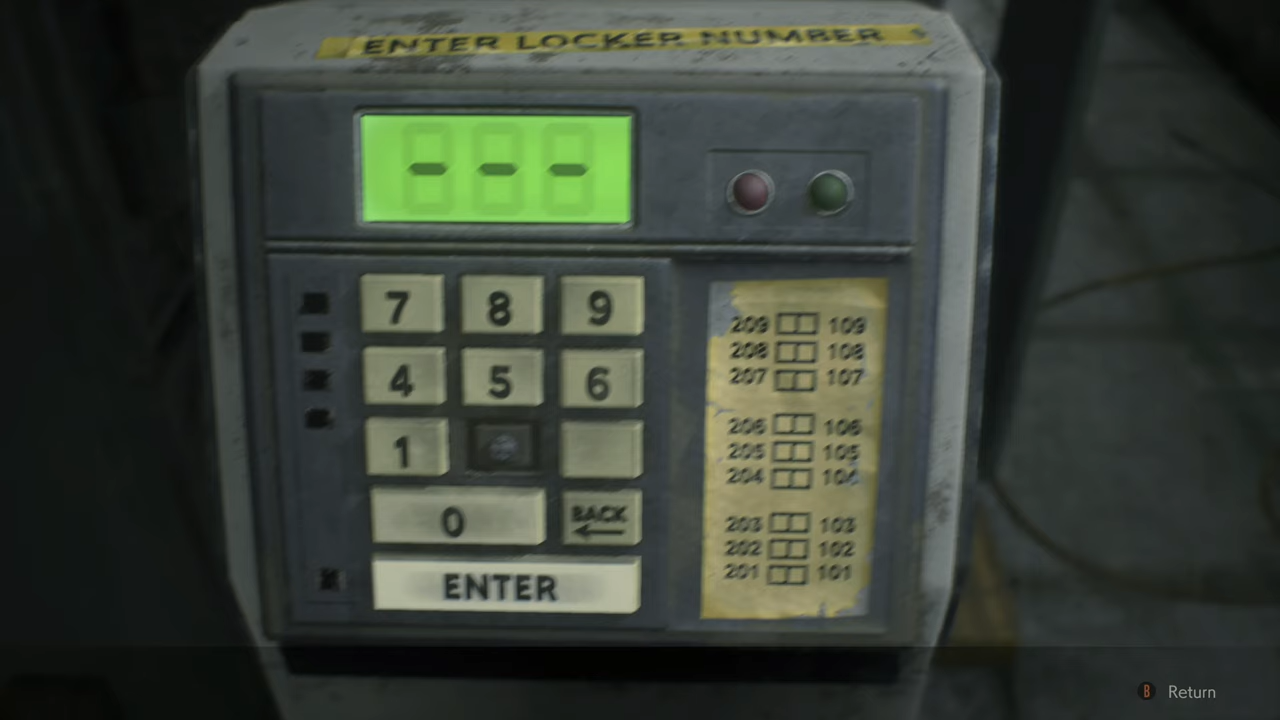 ENTER LOCKER NUMBER
- - -
7 8 9
4 5 6
1
0 BACK
ENTER
209 109
208 108
207 107
206 106
205 105
204 104
203 103
202 102
201 101
B Return